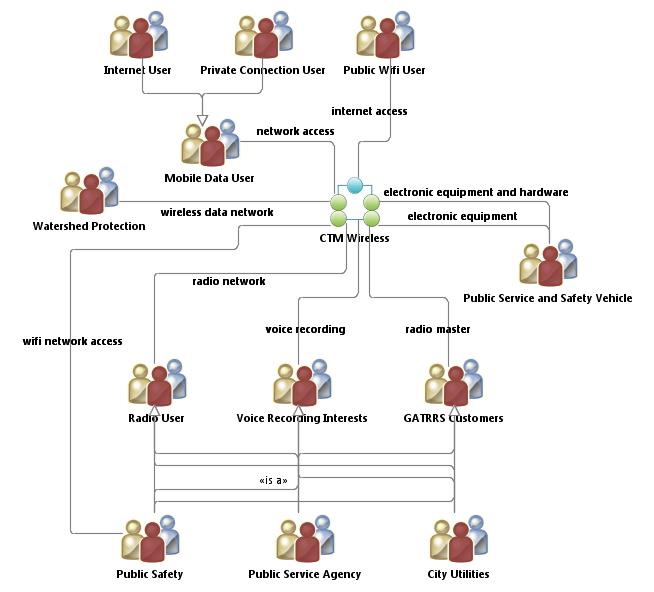 Internet User
Private Connection User
Public Wifi User
internet access
network access
Mobile Data User
electronic equipment and hardware
wireless data network
electronic equipment
Watershed Protection
CTM Wireless
radio network
Public Service and Safety Vehicle
voice recording
radio master
wifi network access
Radio User
Voice Recording Interests
GATRRS Customers
«is a»
Public Safety
Public Service Agency
City Utilities